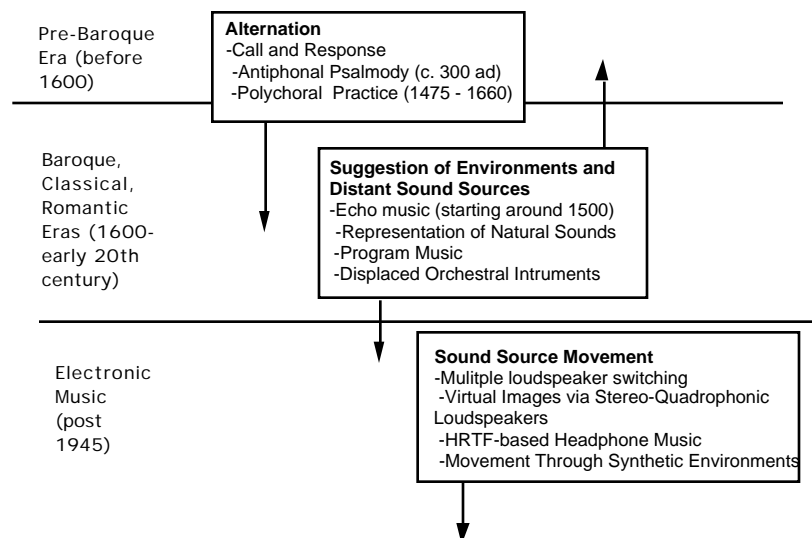 Pre-Baroque
Era (before
1600)
Alternation
-Call and Response
-Antiphonal Psalmody (c. 300 ad)
-Polychoral Practice (1475 - 1660)
Baroque,
Classical,
Romantic
Eras (1600-
early 20th
century)
Suggestion of Environments and
Distant Sound Sources
-Echo music (starting around 1500)
-Representation of Natural Sounds
-Program Music
-Displaced Orchestral Intruments
Electronic
Music
(post
1945)
Sound Source Movement
-Mulitple loudspeaker switching
-Virtual Images via Stereo-Quadrophonic
Loudspeakers
-HRTF-based Headphone Music
-Movement Through Synthetic Environments